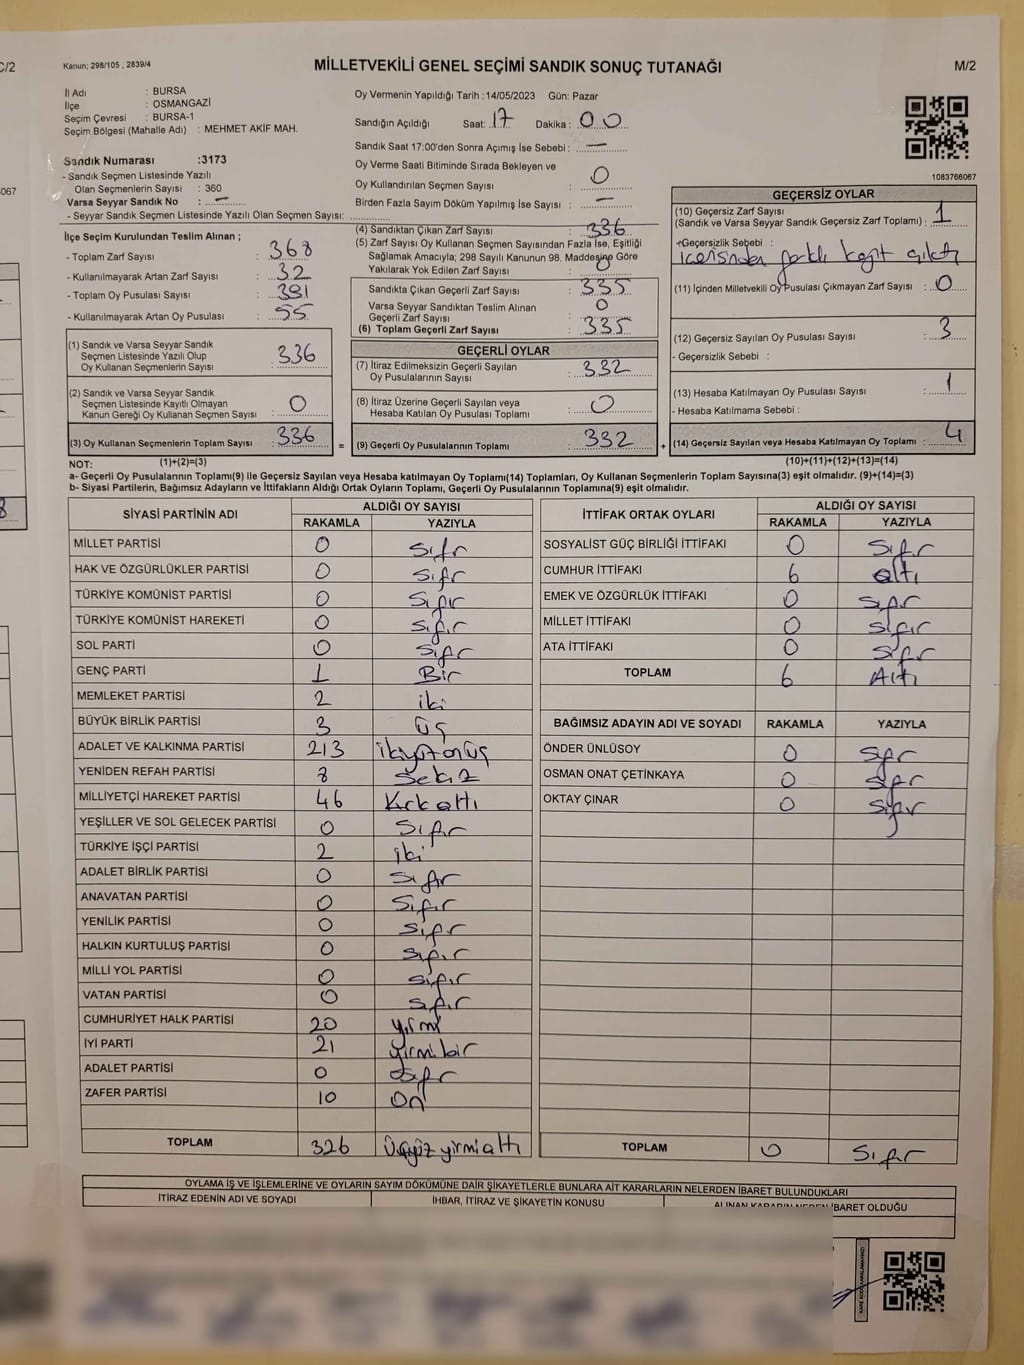 C/2
Kanun; 298/105 , 2839/4
MİLLETVEKİLİ GENEL SEÇİMİ SANDIK SONUÇ TUTANAĞI
M/2
İl Adı : BURSA
İlçe : OSMANGAZİ
Seçim Çevresi : BURSA-1
Seçim Bölgesi (Mahalle Adı) : MEHMET AKİF MAH.
Sandık Numarası :3173
- Sandık Seçmen Listesinde Yazılı
Olan Seçmenlerin Sayısı : 360
Varsa Seyyar Sandık No : —
- Seyyar Sandık Seçmen Listesinde Yazılı Olan Seçmen Sayısı:
Oy Vermenin Yapıldığı Tarih :14/05/2023 Gün: Pazar
Sandığın Açıldığı Saat: 17 Dakika : 00
Sandık Saat 17:00'den Sonra Açılmış İse Sebebi : —
Oy Verme Saati Bitiminde Sırada Bekleyen ve
Oy Kullandırılan Seçmen Sayısı : 0
Birden Fazla Sayım Döküm Yapılmış İse Sayısı : —
1083766067
067
İlçe Seçim Kurulundan Teslim Alınan ;
- Toplam Zarf Sayısı : 368
- Kullanılmayarak Artan Zarf Sayısı : 32
- Toplam Oy Pusulası Sayısı : 391
- Kullanılmayarak Artan Oy Pusulası : 55
(4) Sandıktan Çıkan Zarf Sayısı : 336
(5) Zarf Sayısı Oy Kullanan Seçmen Sayısından Fazla İse, Eşitliği
Sağlamak Amacıyla; 298 Sayılı Kanunun 98. Maddesine Göre
Yakılarak Yok Edilen Zarf Sayısı : 0
Sandıkta Çıkan Geçerli Zarf Sayısı : 335
Varsa Seyyar Sandıktan Teslim Alınan
Geçerli Zarf Sayısı : 0
(6) Toplam Geçerli Zarf Sayısı : 335
GEÇERSİZ OYLAR
(10) Geçersiz Zarf Sayısı : 1
(Sandık ve Varsa Seyyar Sandık Geçersiz Zarf Toplamı) :
-Geçersizlik Sebebi :
içerisinden farklı kağıt çıktı
(11) İçinden Milletvekili Oy Pusulası Çıkmayan Zarf Sayısı : 0
(12) Geçersiz Sayılan Oy Pusulası Sayısı : 3
- Geçersizlik Sebebi :
(13) Hesaba Katılmayan Oy Pusulası Sayısı : 1
- Hesaba Katılmama Sebebi :
(14) Geçersiz Sayılan veya Hesaba Katılmayan Oy Toplamı : 4
(1) Sandık ve Varsa Seyyar Sandık
Seçmen Listesinde Yazılı Olup
Oy Kullanan Seçmenlerin Sayısı : 336
(2) Sandık ve Varsa Seyyar Sandık
Seçmen Listesinde Kayıtlı Olmayan
Kanun Gereği Oy Kullanan Seçmen Sayısı : 0
(3) Oy Kullanan Seçmenlerin Toplam Sayısı : 336
=
GEÇERLİ OYLAR
(7) İtiraz Edilmeksizin Geçerli Sayılan
Oy Pusulalarının Sayısı : 332
(8) İtiraz Üzerine Geçerli Sayılan veya
Hesaba Katılan Oy Pusulası Toplamı : 0
(9) Geçerli Oy Pusulalarının Toplamı : 332
+
NOT: (1)+(2)=(3)
(10)+(11)+(12)+(13)=(14)
a- Geçerli Oy Pusulalarının Toplamı(9) ile Geçersiz Sayılan veya Hesaba katılmayan Oy Toplamı(14) Toplamları, Oy Kullanan Seçmenlerin Toplam Sayısına(3) eşit olmalıdır. (9)+(14)=(3)
b- Siyasi Partilerin, Bağımsız Adayların ve İttifakların Aldığı Ortak Oyların Toplamı, Geçerli Oy Pusulalarının Toplamına(9) eşit olmalıdır.
SİYASİ PARTİNİN ADI ALDIĞI OY SAYISI
RAKAMLA YAZIYLA
MİLLET PARTİSİ 0 Sıfır
HAK VE ÖZGÜRLÜKLER PARTİSİ 0 Sıfır
TÜRKİYE KOMÜNİST PARTİSİ 0 Sıfır
TÜRKİYE KOMÜNİST HAREKETİ 0 sıfır
SOL PARTİ 0 Sıfır
GENÇ PARTİ 1 Bir
MEMLEKET PARTİSİ 2 iki
BÜYÜK BİRLİK PARTİSİ 3 üç
ADALET VE KALKINMA PARTİSİ 213 ikiyüzonüç
YENİDEN REFAH PARTİSİ 8 Sekiz
MİLLİYETÇİ HAREKET PARTİSİ 46 Kırkaltı
YEŞİLLER VE SOL GELECEK PARTİSİ 0 Sıfır
TÜRKİYE İŞÇİ PARTİSİ 2 iki
ADALET BİRLİK PARTİSİ 0 Sıfır
ANAVATAN PARTİSİ 0 Sıfır
YENİLİK PARTİSİ 0 Sıfır
HALKIN KURTULUŞ PARTİSİ 0 sıfır
MİLLİ YOL PARTİSİ 0 sıfır
VATAN PARTİSİ 0 sıfır
CUMHURİYET HALK PARTİSİ 20 yirmi
İYİ PARTİ 21 yirmibir
ADALET PARTİSİ 0 sıfır
ZAFER PARTİSİ 10 On
TOPLAM 326 Üçyüz yirmialtı
İTTİFAK ORTAK OYLARI ALDIĞI OY SAYISI
RAKAMLA YAZIYLA
SOSYALİST GÜÇ BİRLİĞİ İTTİFAKI 0 Sıfır
CUMHUR İTTİFAKI 6 altı
EMEK VE ÖZGÜRLÜK İTTİFAKI 0 sıfır
MİLLET İTTİFAKI 0 sıfır
ATA İTTİFAKI 0 sıfır
TOPLAM 6 Altı
BAĞIMSIZ ADAYIN ADI VE SOYADI RAKAMLA YAZIYLA
ÖNDER ÜNLÜSOY 0 sıfır
OSMAN ONAT ÇETİNKAYA 0 sıfır
OKTAY ÇINAR 0 sıfır
TOPLAM 0 Sıfır
OYLAMA İŞ VE İŞLEMLERİNE VE OYLARIN SAYIM DÖKÜMÜNE DAİR ŞİKAYETLERLE BUNLARA AİT KARARLARIN NELERDEN İBARET BULUNDUKLARI
İTİRAZ EDENİN ADI VE SOYADI İHBAR, İTİRAZ VE ŞİKAYETİN KONUSU ALINAN KARARIN NEDEN İBARET OLDUĞU